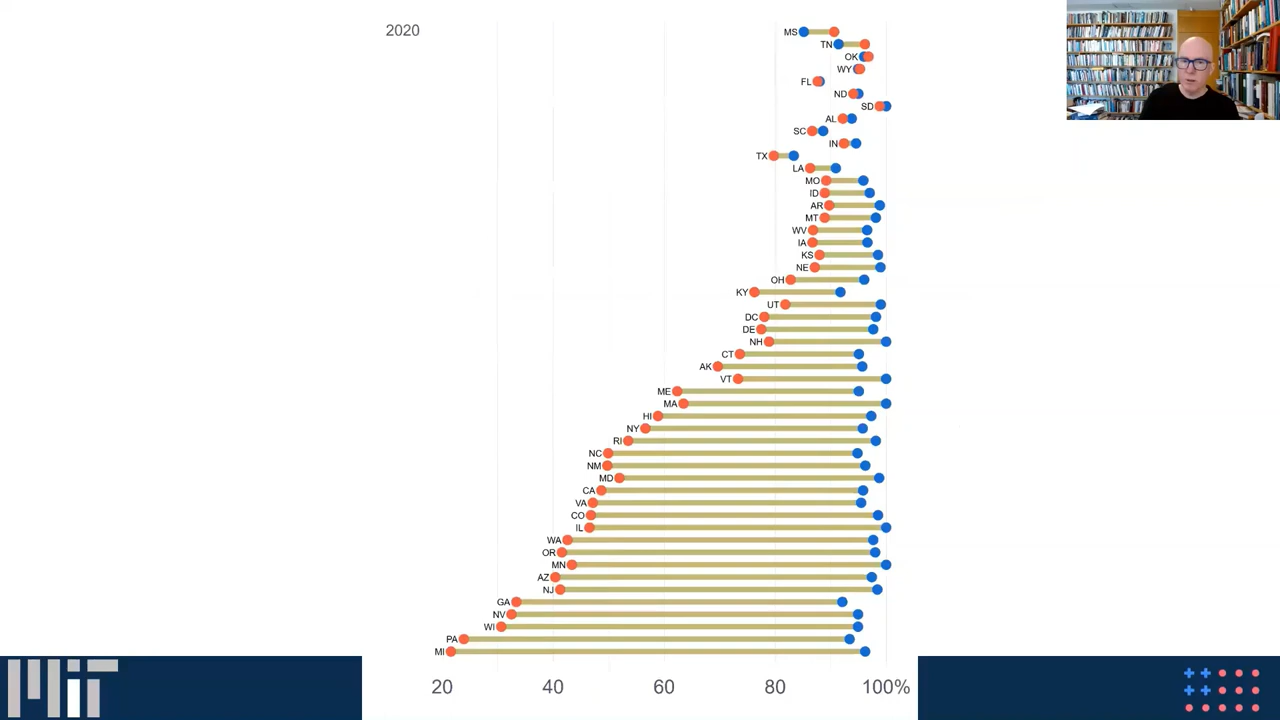 2020
MS
TN
OK
WY
FL
ND
SD
AL
SC
IN
TX
LA
MO
ID
AR
MT
WV
IA
KS
NE
OH
KY
UT
DC
DE
NH
CT
AK
VT
ME
MA
HI
NY
RI
NC
NM
MD
CA
VA
CO
IL
WA
OR
MN
AZ
NJ
GA
NV
WI
PA
MI
20 40 60 80 100%
MIT